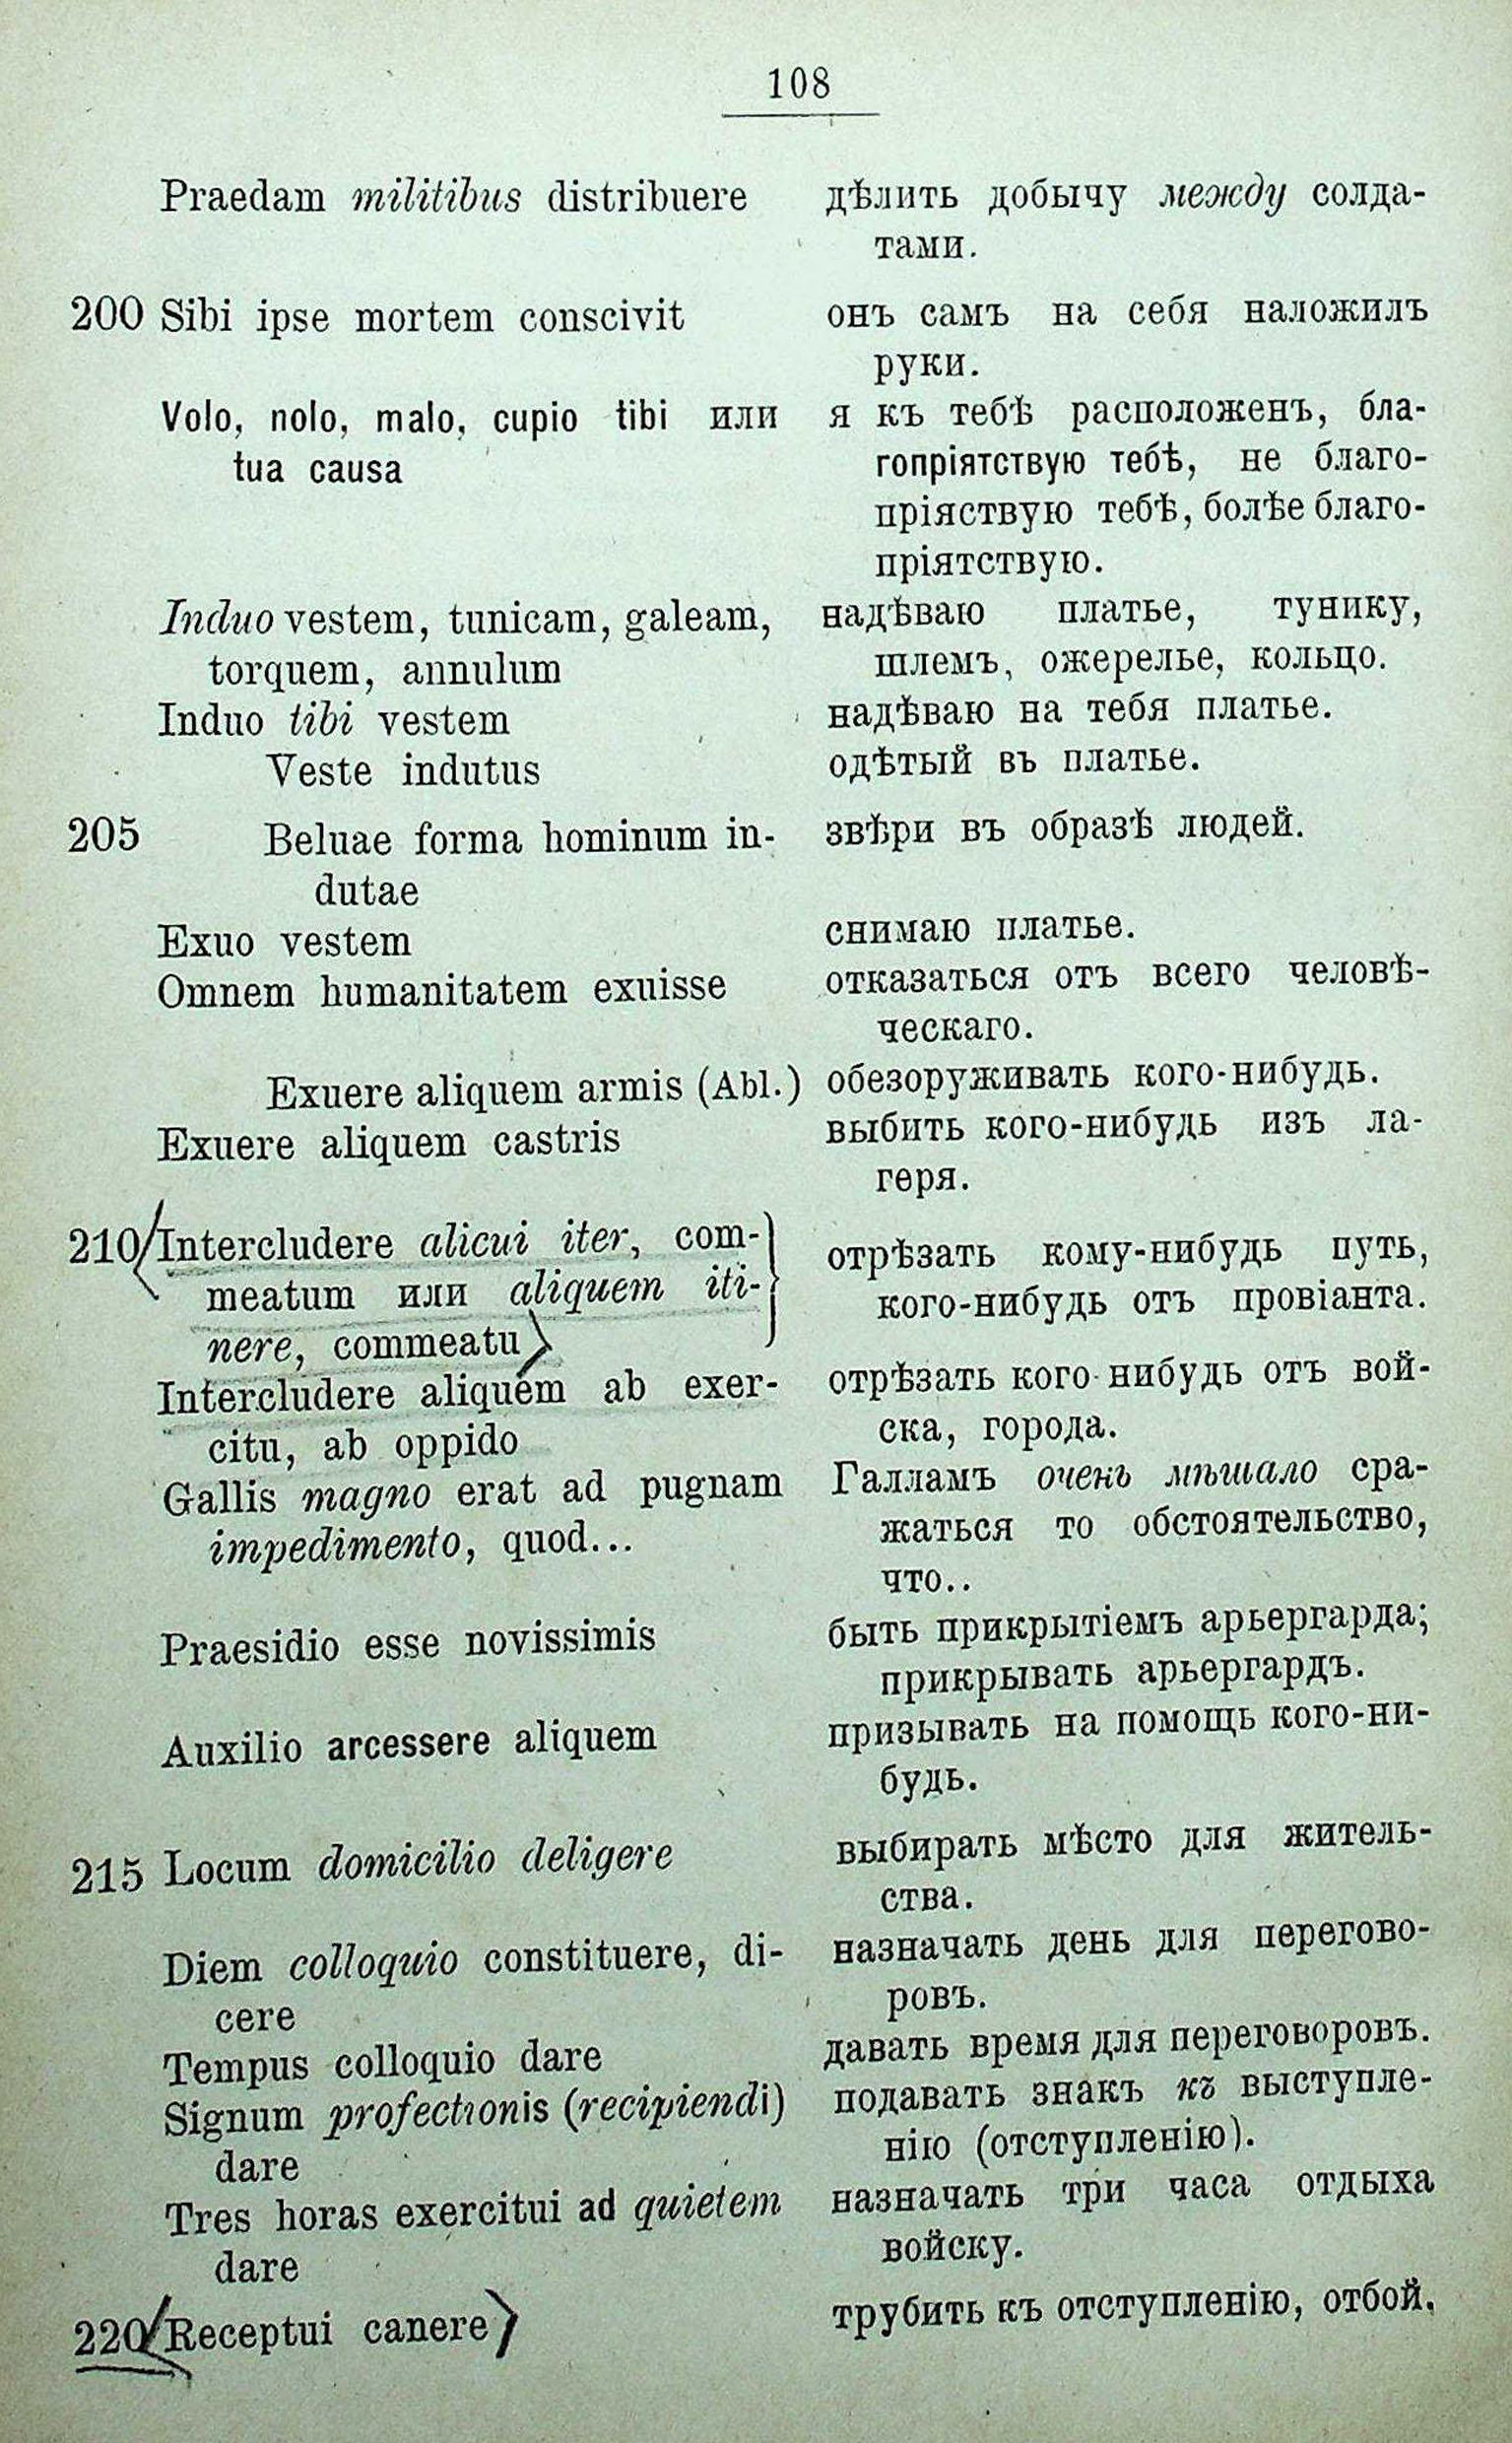 108
Praedam militibus distribuere дѣлить добычу между солда-
тами.
200 Sibi ipse mortem conscivit онъ самъ на себя наложилъ
руки.
Volo, nolo, malo, cupio tibi или я къ тебѣ расположенъ, бла-
tua causa гопріятствую тебѣ, не благо-
пріяствую тебѣ, болѣе благо-
пріятствую.
Induo vestem, tunicam, galeam, надѣваю платье, тунику,
torquem, annulum шлемъ, ожерелье, кольцо.
Induo tibi vestem надѣваю на тебя платье.
Veste indutus одѣтый въ платье.
205 Beluae forma hominum in- звѣри въ образѣ людей.
dutae
Exuo vestem снимаю платье.
Omnem humanitatem exuisse отказаться отъ всего человѣ-
ческаго.
Exuere aliquem armis (Abl.) обезоруживать кого-нибудь.
Exuere aliquem castris выбить кого-нибудь изъ ла-
геря.
210 Intercludere alicui iter, com- отрѣзать кому-нибудь путь,
meatum или aliquem iti- кого-нибудь отъ провіанта.
nere, commeatu
Intercludere aliquem ab exer- отрѣзать кого-нибудь отъ вой-
citu, ab oppido ска, города.
Gallis magno erat ad pugnam Галламъ очень мѣшало сра-
impedimento, quod... жаться то обстоятельство,
что..
Praesidio esse novissimis быть прикрытіемъ арьергарда;
прикрывать арьергардъ.
Auxilio arcessere aliquem призывать на помощь кого-ни-
будь.
215 Locum domicilio deligere выбирать мѣсто для житель-
ства.
Diem colloquio constituere, di- назначать день для перегово-
cere ровъ.
Tempus colloquio dare давать время для переговоровъ.
Signum profectionis (recipiendi) подавать знакъ къ выступле-
dare нію (отступленію).
Tres horas exercitui ad quietem назначать три часа отдыха
dare войску.
220 Receptui canere трубить къ отступленію, отбой.